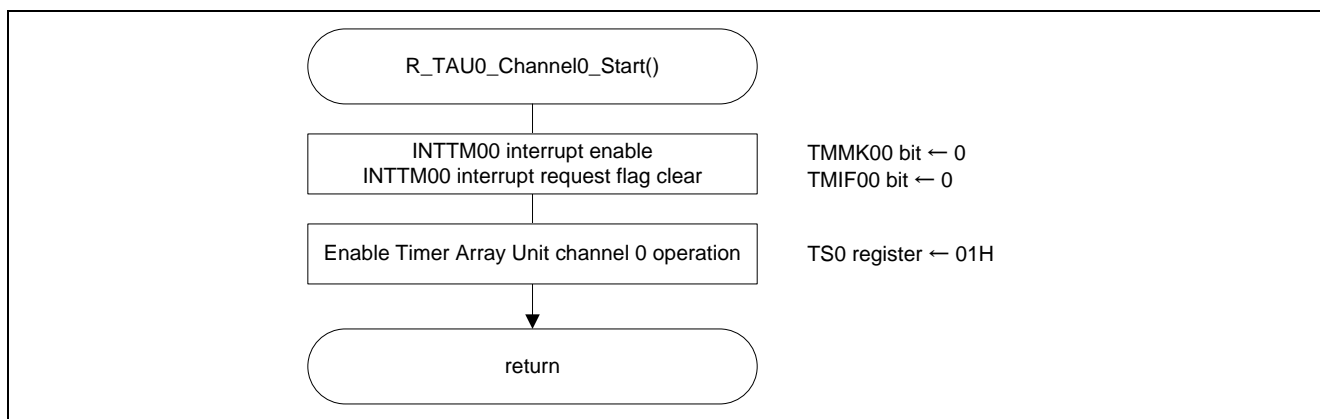 R_TAU0_Channel0_Start()
INTTM00 interrupt enable
INTTM00 interrupt request flag clear
TMMK00 bit ← 0
TMIF00 bit ← 0
Enable Timer Array Unit channel 0 operation
TS0 register ← 01H
return